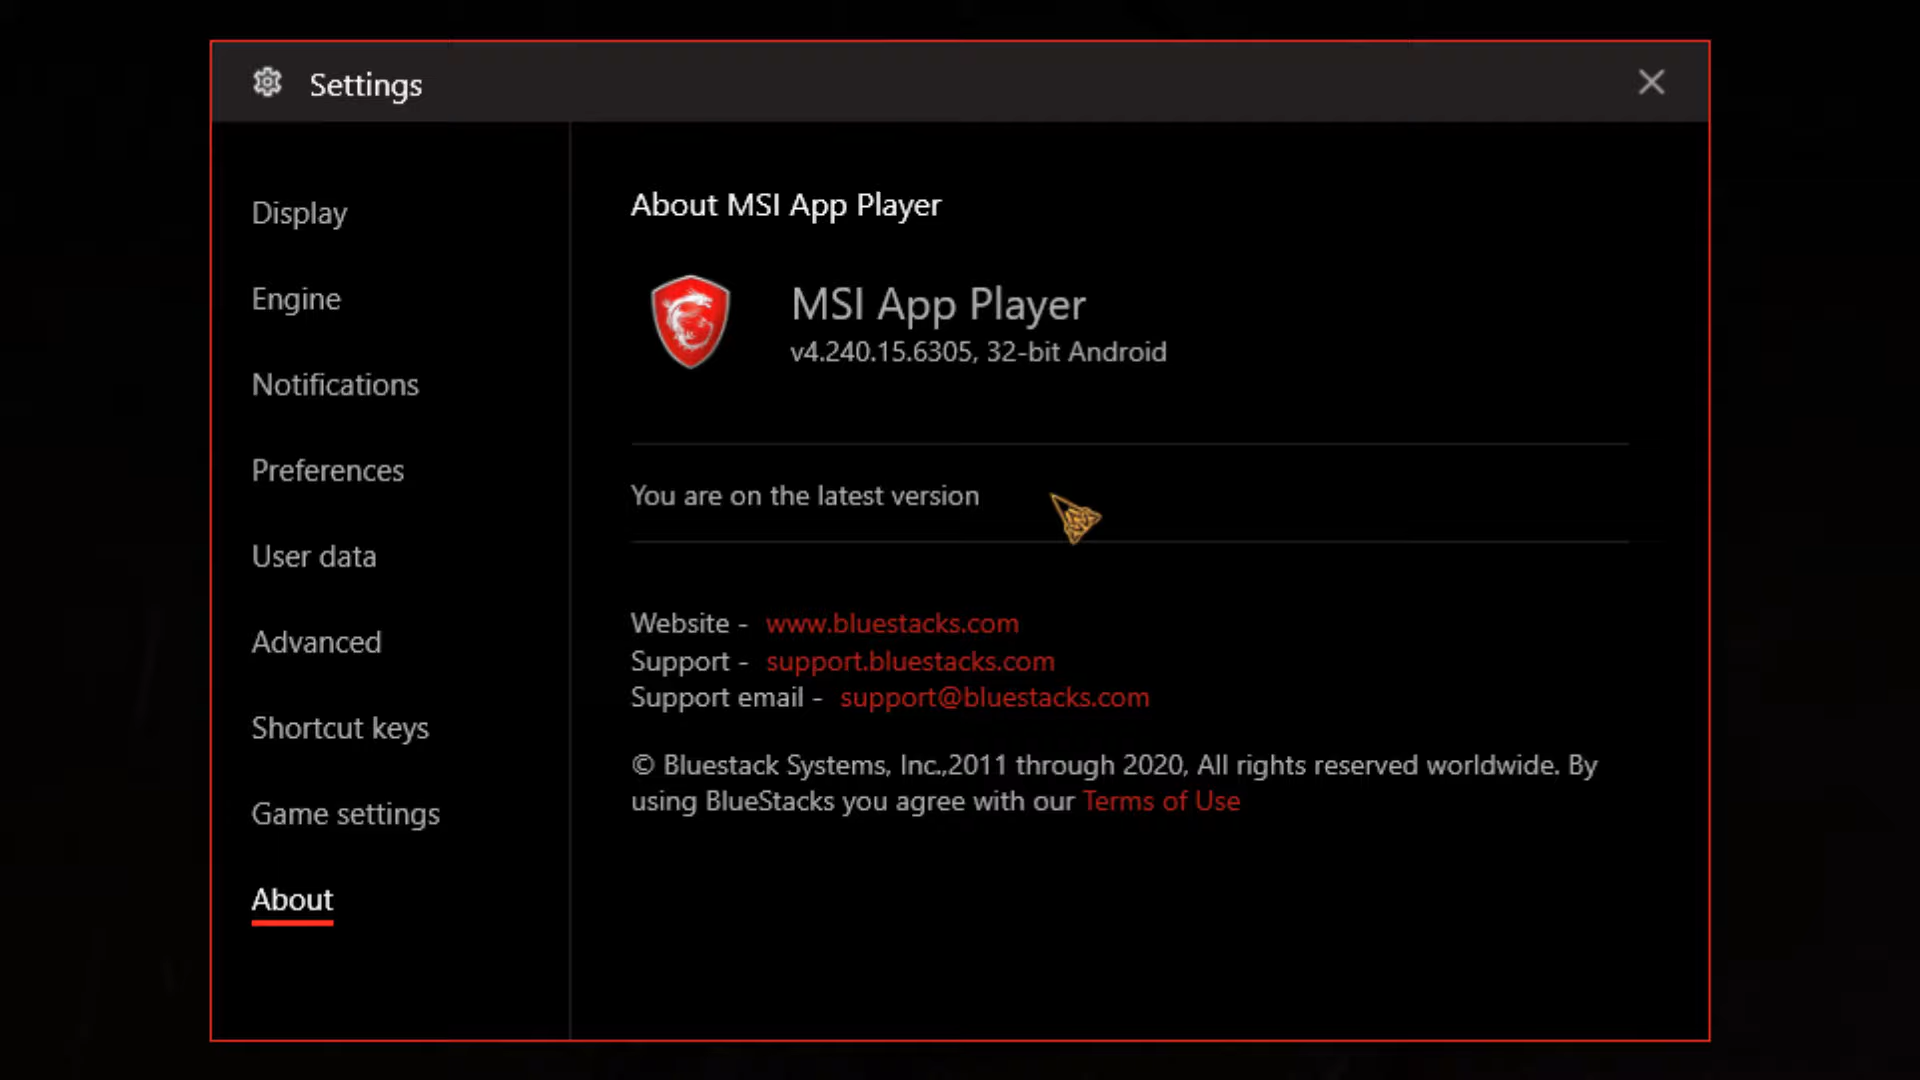 Settings
Display
Engine
Notifications
Preferences
User data
Advanced
Shortcut keys
Game settings
About
About MSI App Player
MSI App Player
v4.240.15.6305, 32-bit Android
You are on the latest version
Website - www.bluestacks.com
Support - support.bluestacks.com
Support email - support@bluestacks.com
© Bluestack Systems, Inc.,2011 through 2020, All rights reserved worldwide. By
using BlueStacks you agree with our Terms of Use